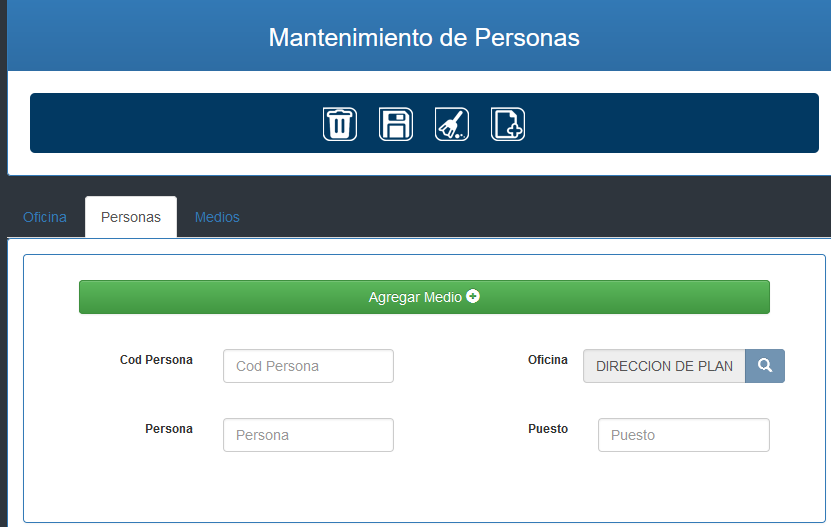 Mantenimiento de Personas
Oficina Personas Medios
Agregar Medio
Cod Persona Cod Persona Oficina DIRECCION DE PLAN
Persona Persona Puesto Puesto